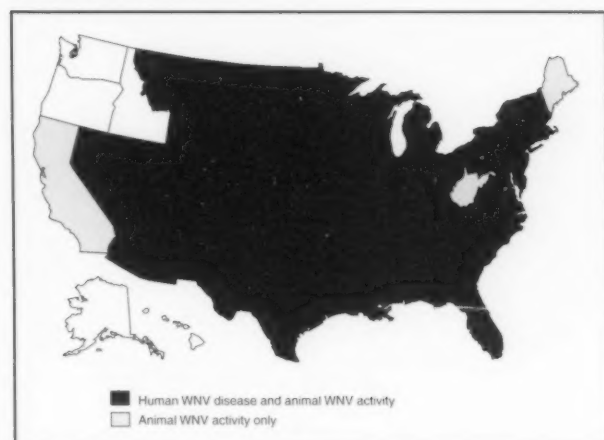 Human WNV disease and animal WNV activity
Animal WNV activity only